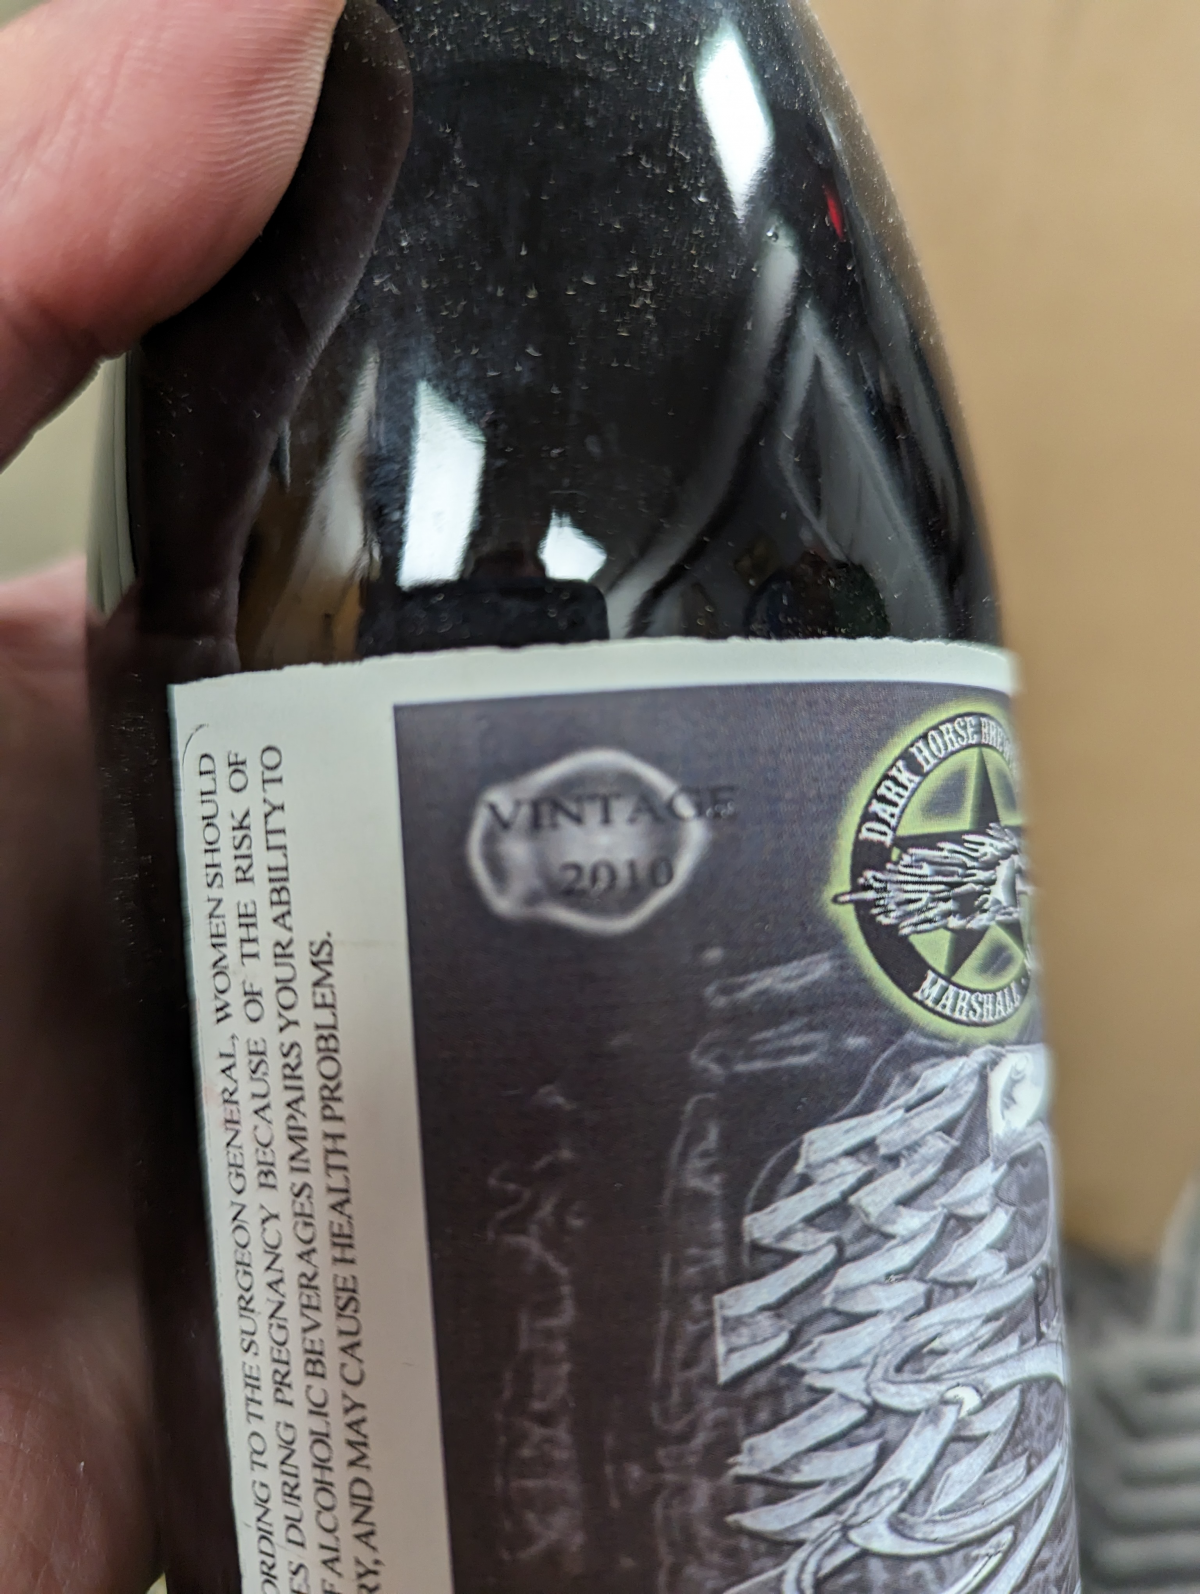 ORDING TO THE SURGEON GENERAL, WOMEN SHOULD
ES DURING PREGNANCY BECAUSE OF THE RISK OF
F ALCOHOLIC BEVERAGES IMPAIRS YOUR ABILITY TO
RY, AND MAY CAUSE HEALTH PROBLEMS.
VINTAGE
2010
DARK HORSE BRE
MARSHALL